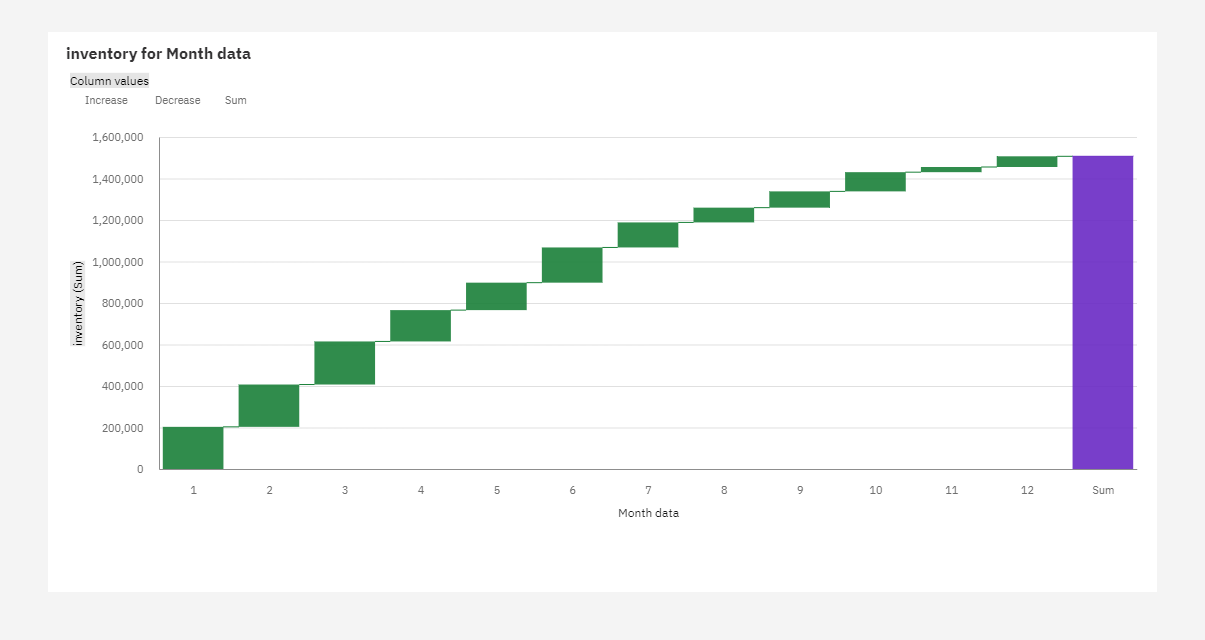 inventory for Month data
Column values
Increase Decrease Sum
1,600,000
1,400,000
1,200,000
1,000,000
800,000
600,000
400,000
200,000
0
inventory (Sum)
1 2 3 4 5 6 7 8 9 10 11 12 Sum
Month data